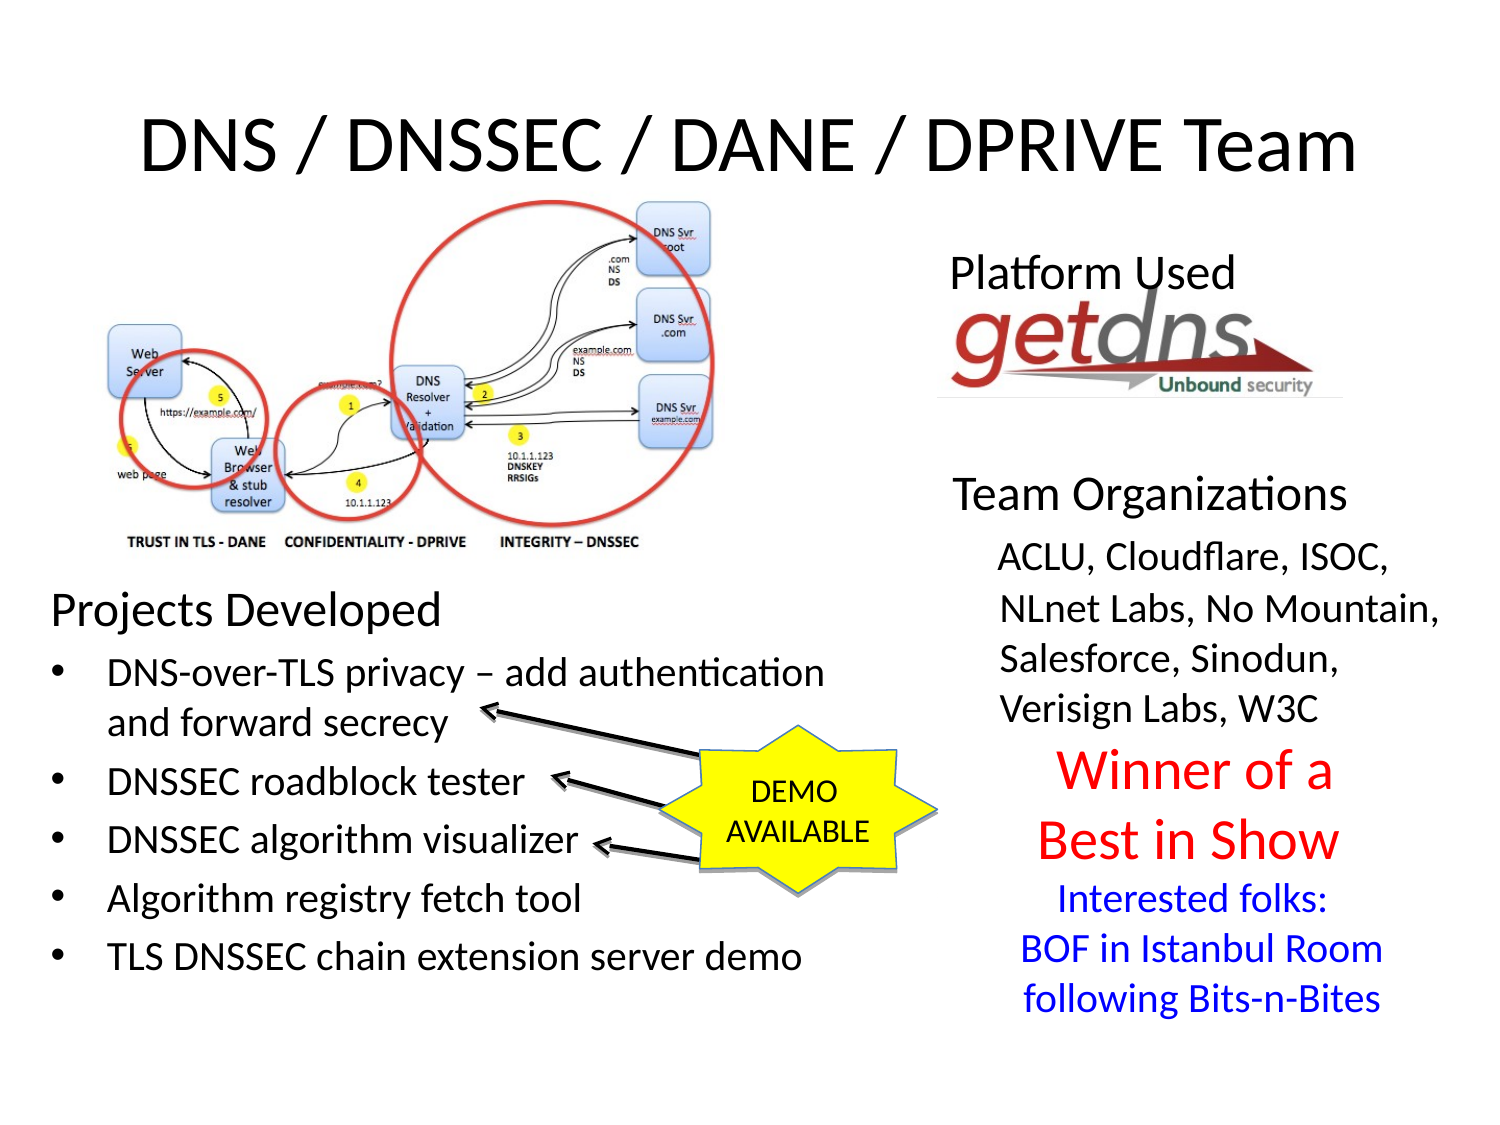 DNS / DNSSEC / DANE / DPRIVE Team
DNS Svr
root
.com
NS
DS
DNS Svr
.com
example.com
NS
DS
Web
Server
5
https://example.com/
example.com?
1
DNS
Resolver
+
Validation
2
DNS Svr
example.com
3
10.1.1.123
DNSKEY
RRSIGs
6
web page
Web
Browser
& stub
resolver
4
10.1.1.123
TRUST IN TLS - DANE
CONFIDENTIALITY - DPRIVE
INTEGRITY – DNSSEC
Platform Used
getdns
Unbound security
Projects Developed
• DNS-over-TLS privacy – add authentication
and forward secrecy
• DNSSEC roadblock tester
• DNSSEC algorithm visualizer
• Algorithm registry fetch tool
• TLS DNSSEC chain extension server demo
DEMO
AVAILABLE
Team Organizations
ACLU, Cloudflare, ISOC,
NLnet Labs, No Mountain,
Salesforce, Sinodun,
Verisign Labs, W3C
Winner of a
Best in Show
Interested folks:
BOF in Istanbul Room
following Bits-n-Bites